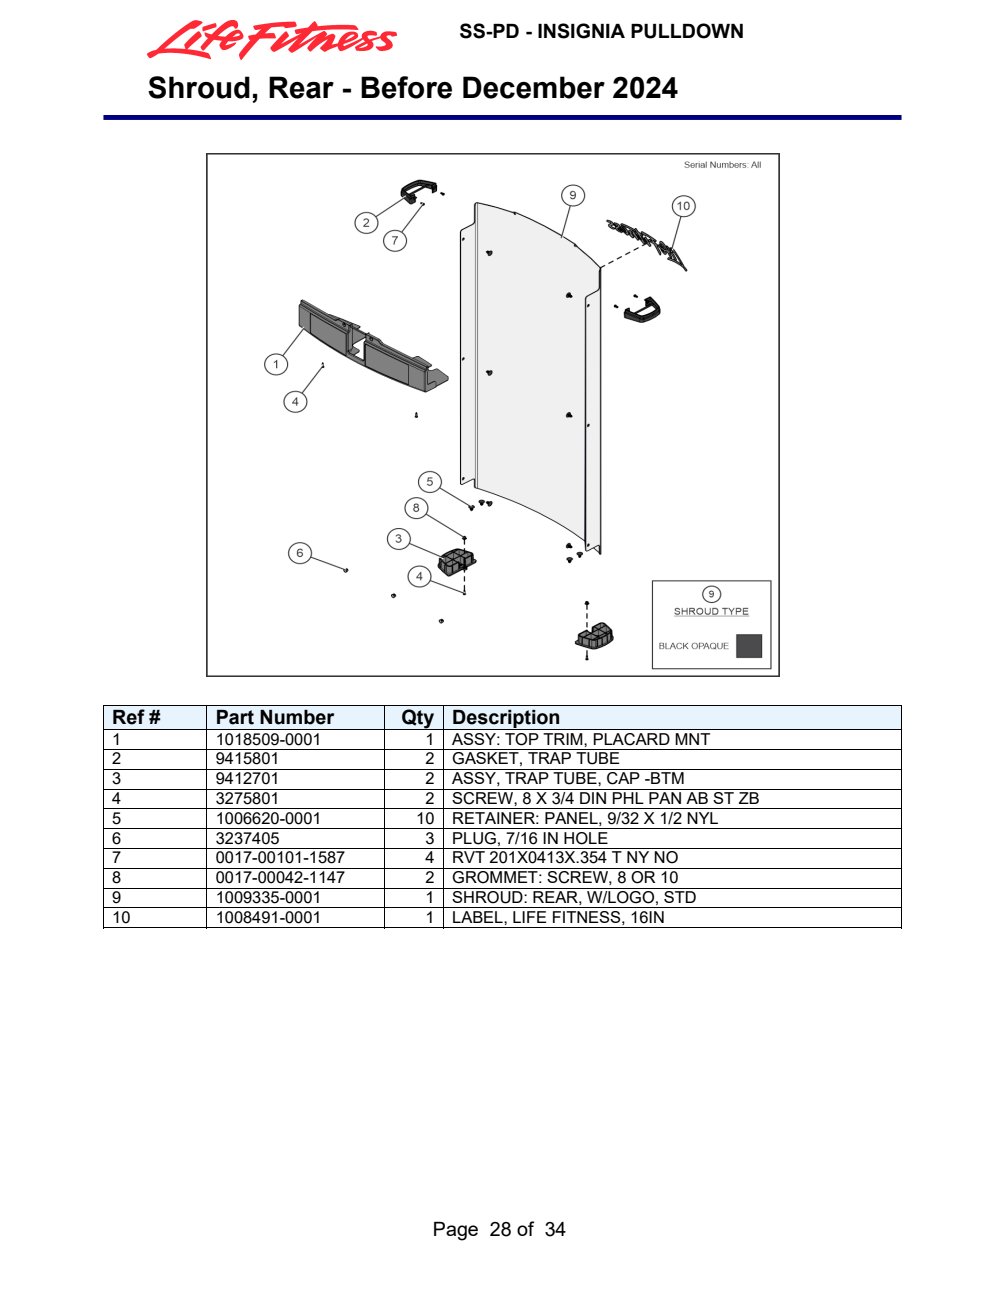 Life Fitness
SS-PD - INSIGNIA PULLDOWN
Shroud, Rear - Before December 2024
Serial Numbers: All
9
10
2
7
1
4
5
8
3
6
4
9
SHROUD TYPE
BLACK OPAQUE
Ref # Part Number Qty Description
1 1018509-0001 1 ASSY: TOP TRIM, PLACARD MNT
2 9415801 2 GASKET, TRAP TUBE
3 9412701 2 ASSY, TRAP TUBE, CAP -BTM
4 3275801 2 SCREW, 8 X 3/4 DIN PHL PAN AB ST ZB
5 1006620-0001 10 RETAINER: PANEL, 9/32 X 1/2 NYL
6 3237405 3 PLUG, 7/16 IN HOLE
7 0017-00101-1587 4 RVT 201X0413X.354 T NY NO
8 0017-00042-1147 2 GROMMET: SCREW, 8 OR 10
9 1009335-0001 1 SHROUD: REAR, W/LOGO, STD
10 1008491-0001 1 LABEL, LIFE FITNESS, 16IN
Page 28 of 34